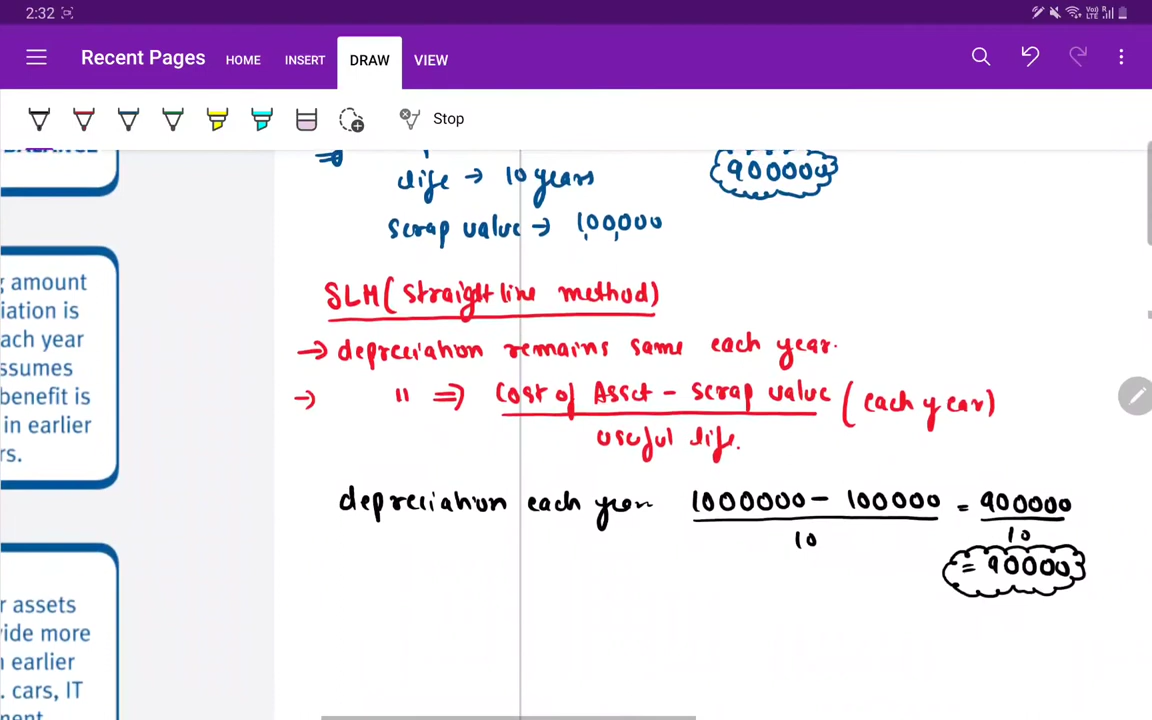 2:32
Recent Pages HOME INSERT DRAW VIEW
Stop
BALANCE
life → 10 years
scrap value → 1,00,000
900000
amount
iation is
ach year
ssumes
benefit is
in earlier
rs.
SLM (straight line method)
→ depreciation remains same each year.
→ " ⇒ Cost of Asset - scrap value (each year)
useful life.
depreciation each year 1000000 - 100000 = 900000
10 10
= 90000
r assets
vide more
n earlier
. cars, IT